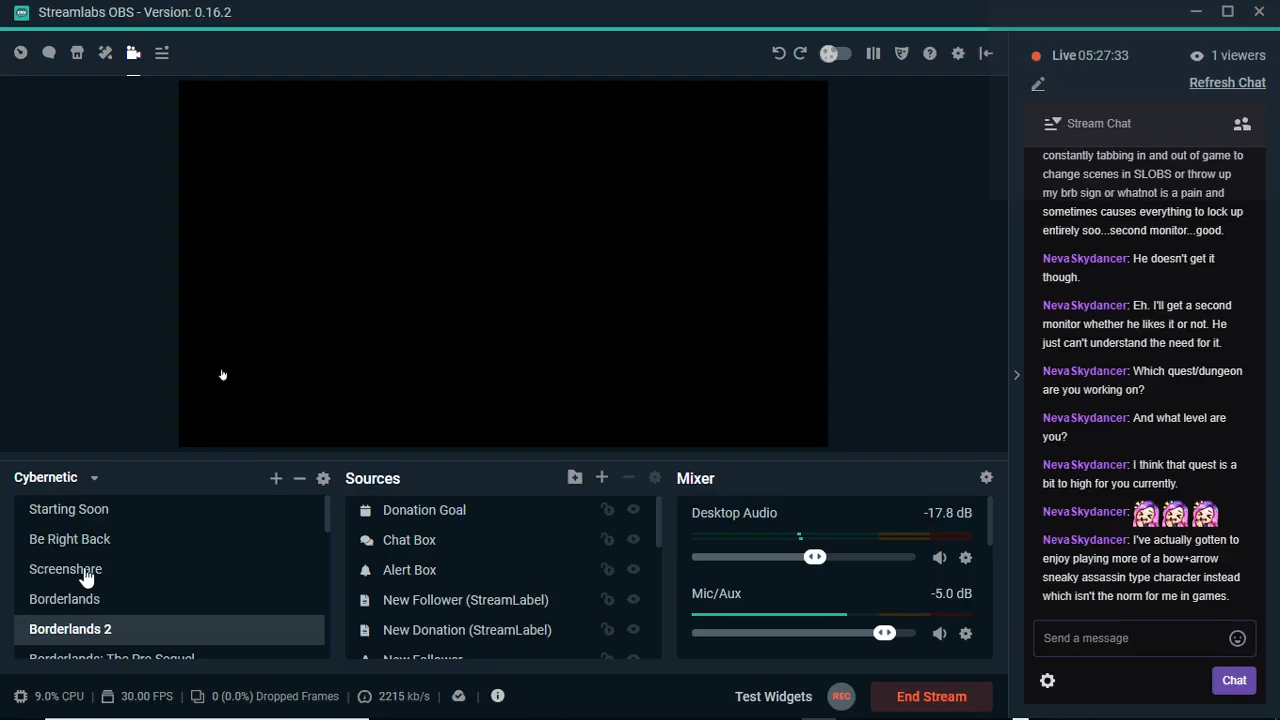 Streamlabs OBS - Version: 0.16.2
Live 05:27:33
1 viewers
Refresh Chat
Stream Chat
constantly tabbing in and out of game to
change scenes in SLOBS or throw up
my brb sign or whatnot is a pain and
sometimes causes everything to lock up
entirely soo...second monitor...good.
NevaSkydancer: He doesn't get it
though.
NevaSkydancer: Eh. I'll get a second
monitor whether he likes it or not. He
just can't understand the need for it.
NevaSkydancer: Which quest/dungeon
are you working on?
NevaSkydancer: And what level are
you?
NevaSkydancer: I think that quest is a
bit to high for you currently.
NevaSkydancer:
NevaSkydancer: I've actually gotten to
enjoy playing more of a bow+arrow
sneaky assassin type character instead
which isn't the norm for me in games.
Send a message
Chat
Cybernetic
Starting Soon
Be Right Back
Screenshare
Borderlands
Borderlands 2
Borderlands: The Pre Sequel
Sources
Donation Goal
Chat Box
Alert Box
New Follower (StreamLabel)
New Donation (StreamLabel)
New Follower
Mixer
Desktop Audio -17.8 dB
Mic/Aux -5.0 dB
9.0% CPU 30.00 FPS 0 (0.0%) Dropped Frames 2215 kb/s
Test Widgets REC End Stream